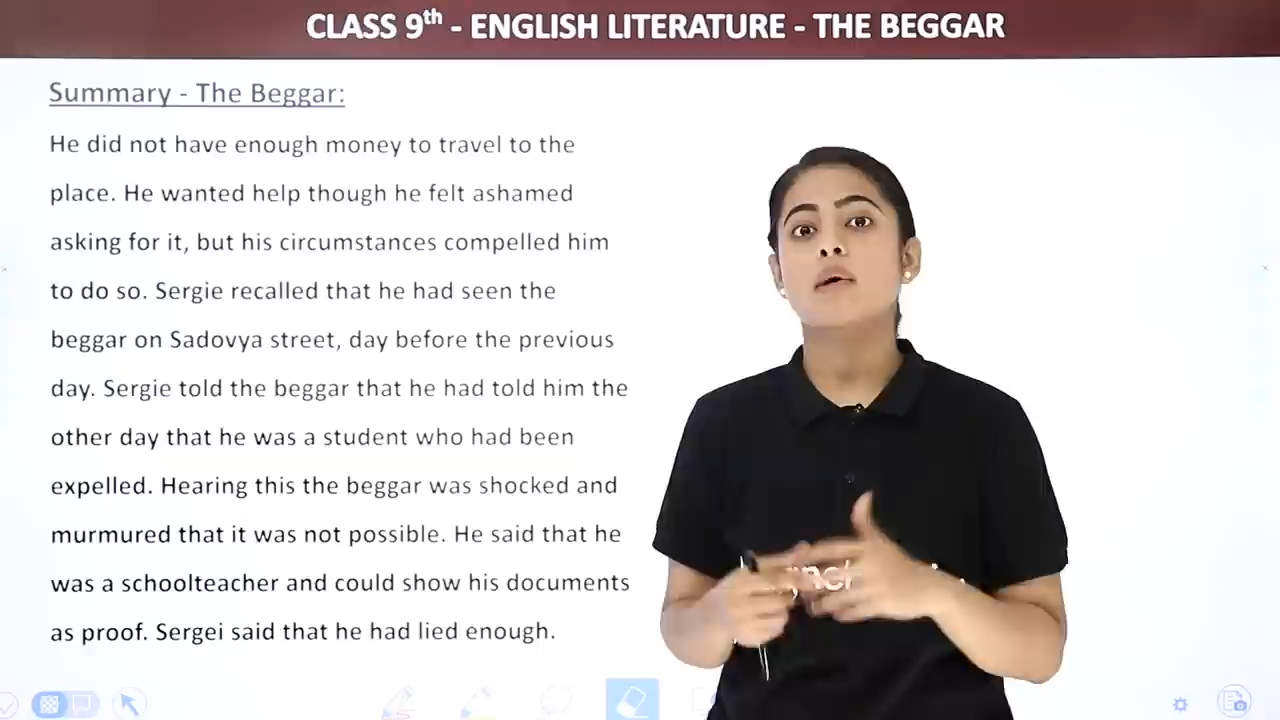 CLASS 9th - ENGLISH LITERATURE - THE BEGGAR
Summary - The Beggar:
He did not have enough money to travel to the
place. He wanted help though he felt ashamed
asking for it, but his circumstances compelled him
to do so. Sergie recalled that he had seen the
beggar on Sadovya street, day before the previous
day. Sergie told the beggar that he had told him the
other day that he was a student who had been
expelled. Hearing this the beggar was shocked and
murmured that it was not possible. He said that he
was a schoolteacher and could show his documents
as proof. Sergei said that he had lied enough.